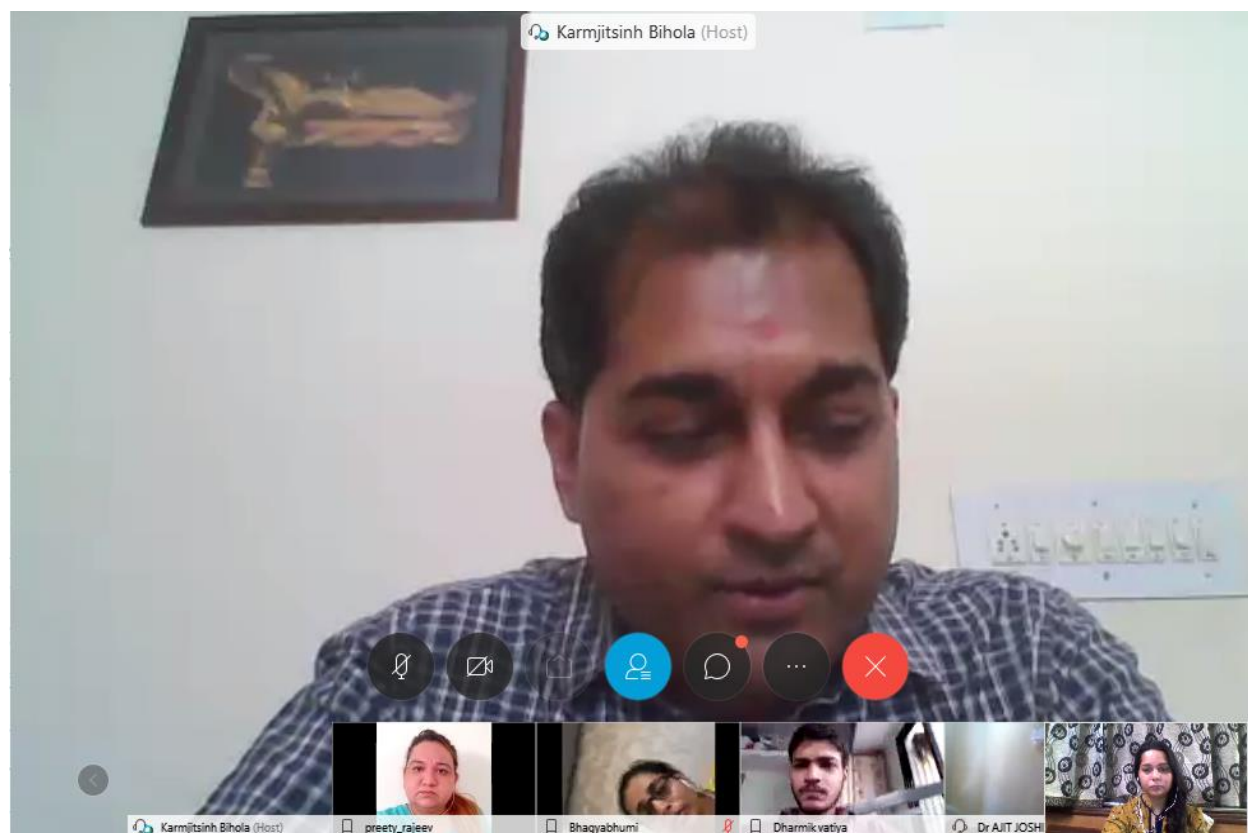 Karmjitsinh Bihola (Host)
Karmjitsinh Bihola (Host)
preety_rajeev
Bhagyabhumi
Dharmik vatiya
Dr AJIT JOSHI